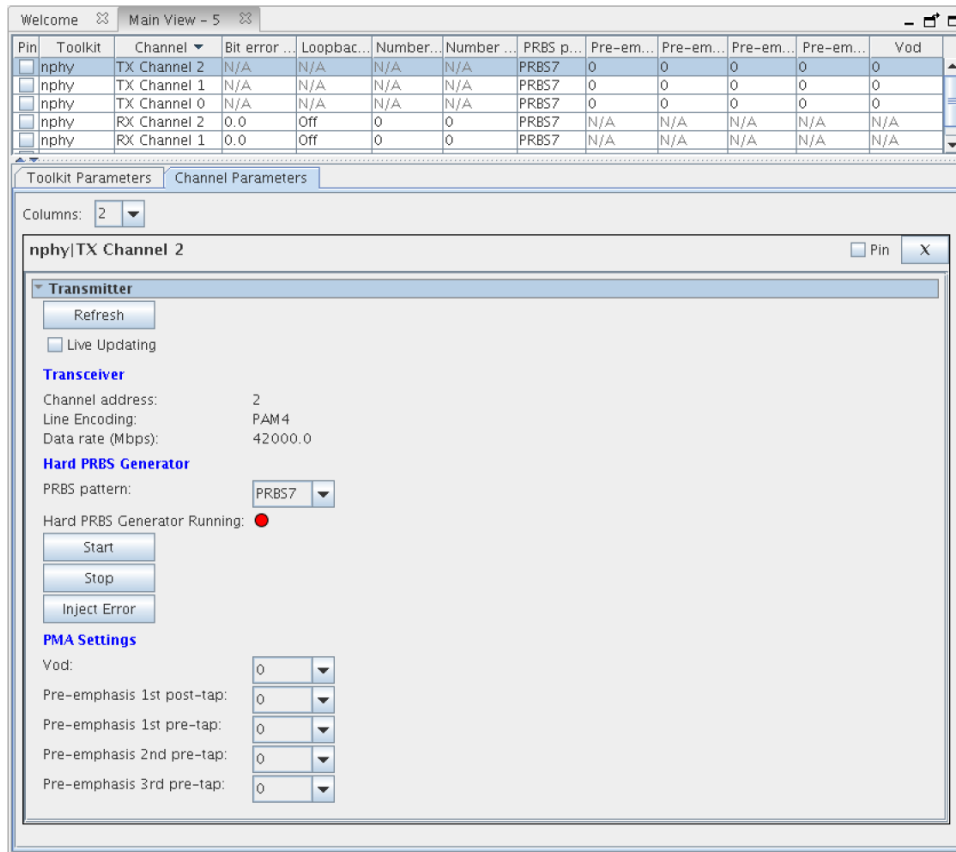 Welcome Main View - 5
Pin Toolkit Channel Bit error ... Loopbac... Number... Number ... PRBS p... Pre-em... Pre-em... Pre-em... Pre-em... Vod
nphy TX Channel 2 N/A N/A N/A N/A PRBS7 0 0 0 0 0
nphy TX Channel 1 N/A N/A N/A N/A PRBS7 0 0 0 0 0
nphy TX Channel 0 N/A N/A N/A N/A PRBS7 0 0 0 0 0
nphy RX Channel 2 0.0 Off 0 0 PRBS7 N/A N/A N/A N/A N/A
nphy RX Channel 1 0.0 Off 0 0 PRBS7 N/A N/A N/A N/A N/A
Toolkit Parameters Channel Parameters
Columns: 2
nphy|TX Channel 2 Pin X
Transmitter
Refresh
Live Updating
Transceiver
Channel address: 2
Line Encoding: PAM4
Data rate (Mbps): 42000.0
Hard PRBS Generator
PRBS pattern: PRBS7
Hard PRBS Generator Running:
Start
Stop
Inject Error
PMA Settings
Vod: 0
Pre-emphasis 1st post-tap: 0
Pre-emphasis 1st pre-tap: 0
Pre-emphasis 2nd pre-tap: 0
Pre-emphasis 3rd pre-tap: 0